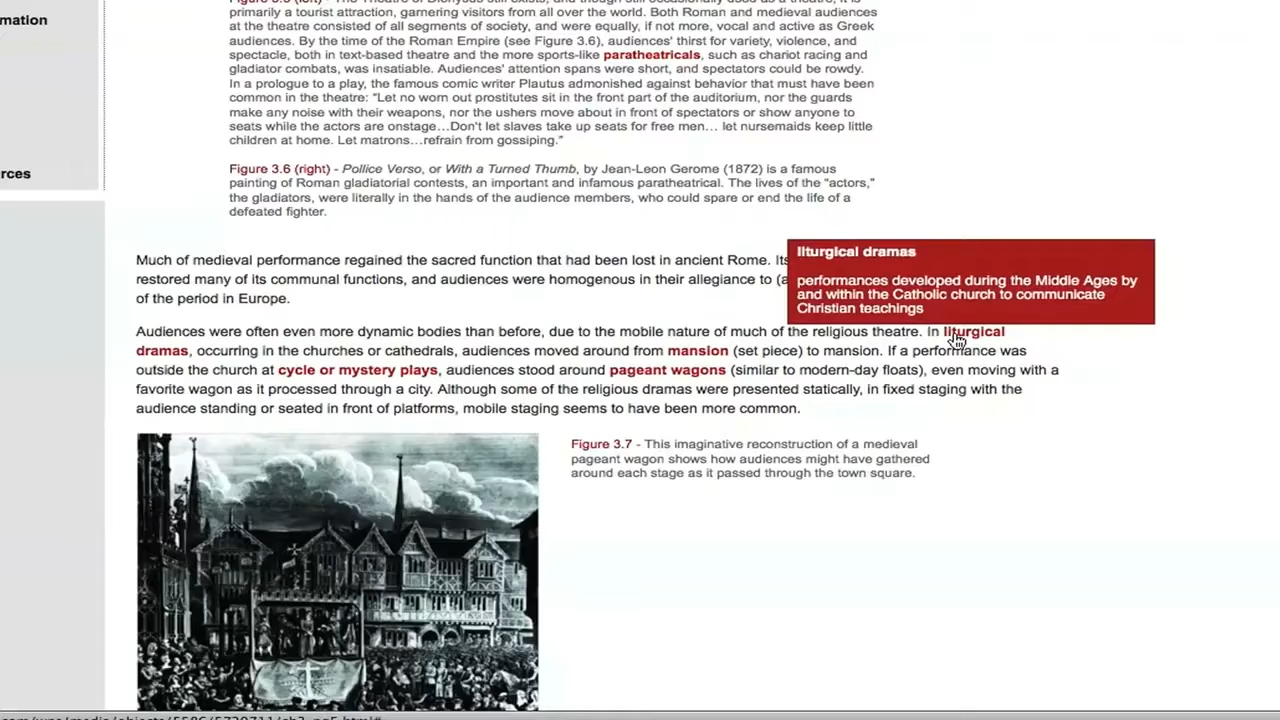 mation
rces
Figure 3.5 (left) - The Theatre of Dionysus still exists, and though still occasionally used as a theatre, it is
primarily a tourist attraction, garnering visitors from all over the world. Both Roman and medieval audiences
at the theatre consisted of all segments of society, and were equally, if not more, vocal and active as Greek
audiences. By the time of the Roman Empire (see Figure 3.6), audiences' thirst for variety, violence, and
spectacle, both in text-based theatre and the more sports-like paratheatricals, such as chariot racing and
gladiator combats, was insatiable. Audiences' attention spans were short, and spectators could be rowdy.
In a prologue to a play, the famous comic writer Plautus admonished against behavior that must have been
common in the theatre: “Let no worn out prostitutes sit in the front part of the auditorium, nor the guards
make any noise with their weapons, nor the ushers move about in front of spectators or show anyone to
seats while the actors are onstage…Don't let slaves take up seats for free men… let nursemaids keep little
children at home. Let matrons…refrain from gossiping.”
Figure 3.6 (right) - Pollice Verso, or With a Turned Thumb, by Jean-Leon Gerome (1872) is a famous
painting of Roman gladiatorial contests, an important and infamous paratheatrical. The lives of the “actors,”
the gladiators, were literally in the hands of the audience members, who could spare or end the life of a
defeated fighter.
Much of medieval performance regained the sacred function that had been lost in ancient Rome. Its
restored many of its communal functions, and audiences were homogenous in their allegiance to (a
of the period in Europe.
liturgical dramas
performances developed during the Middle Ages by
and within the Catholic church to communicate
Christian teachings
Audiences were often even more dynamic bodies than before, due to the mobile nature of much of the religious theatre. In liturgical
dramas, occurring in the churches or cathedrals, audiences moved around from mansion (set piece) to mansion. If a performance was
outside the church at cycle or mystery plays, audiences stood around pageant wagons (similar to modern-day floats), even moving with a
favorite wagon as it processed through a city. Although some of the religious dramas were presented statically, in fixed staging with the
audience standing or seated in front of platforms, mobile staging seems to have been more common.
Figure 3.7 - This imaginative reconstruction of a medieval
pageant wagon shows how audiences might have gathered
around each stage as it passed through the town square.